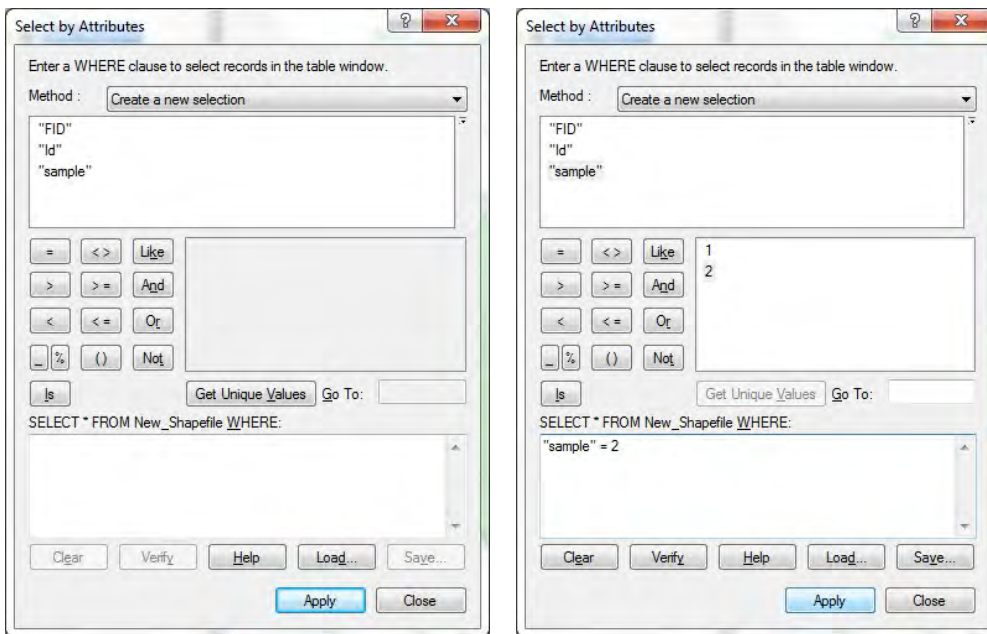 Select by Attributes
?
X
Enter a WHERE clause to select records in the table window.
Method : Create a new selection
"FID"
"Id"
"sample"
= < > Like
> > = And
< < = Or
_ % ( ) Not
Is Get Unique Values Go To:
SELECT * FROM New_Shapefile WHERE:
Clear Verify Help Load... Save...
Apply Close
Select by Attributes
?
X
Enter a WHERE clause to select records in the table window.
Method : Create a new selection
"FID"
"Id"
"sample"
= < > Like 1
2
> > = And
< < = Or
_ % ( ) Not
Is Get Unique Values Go To:
SELECT * FROM New_Shapefile WHERE:
"sample" = 2
Clear Verify Help Load... Save...
Apply Close